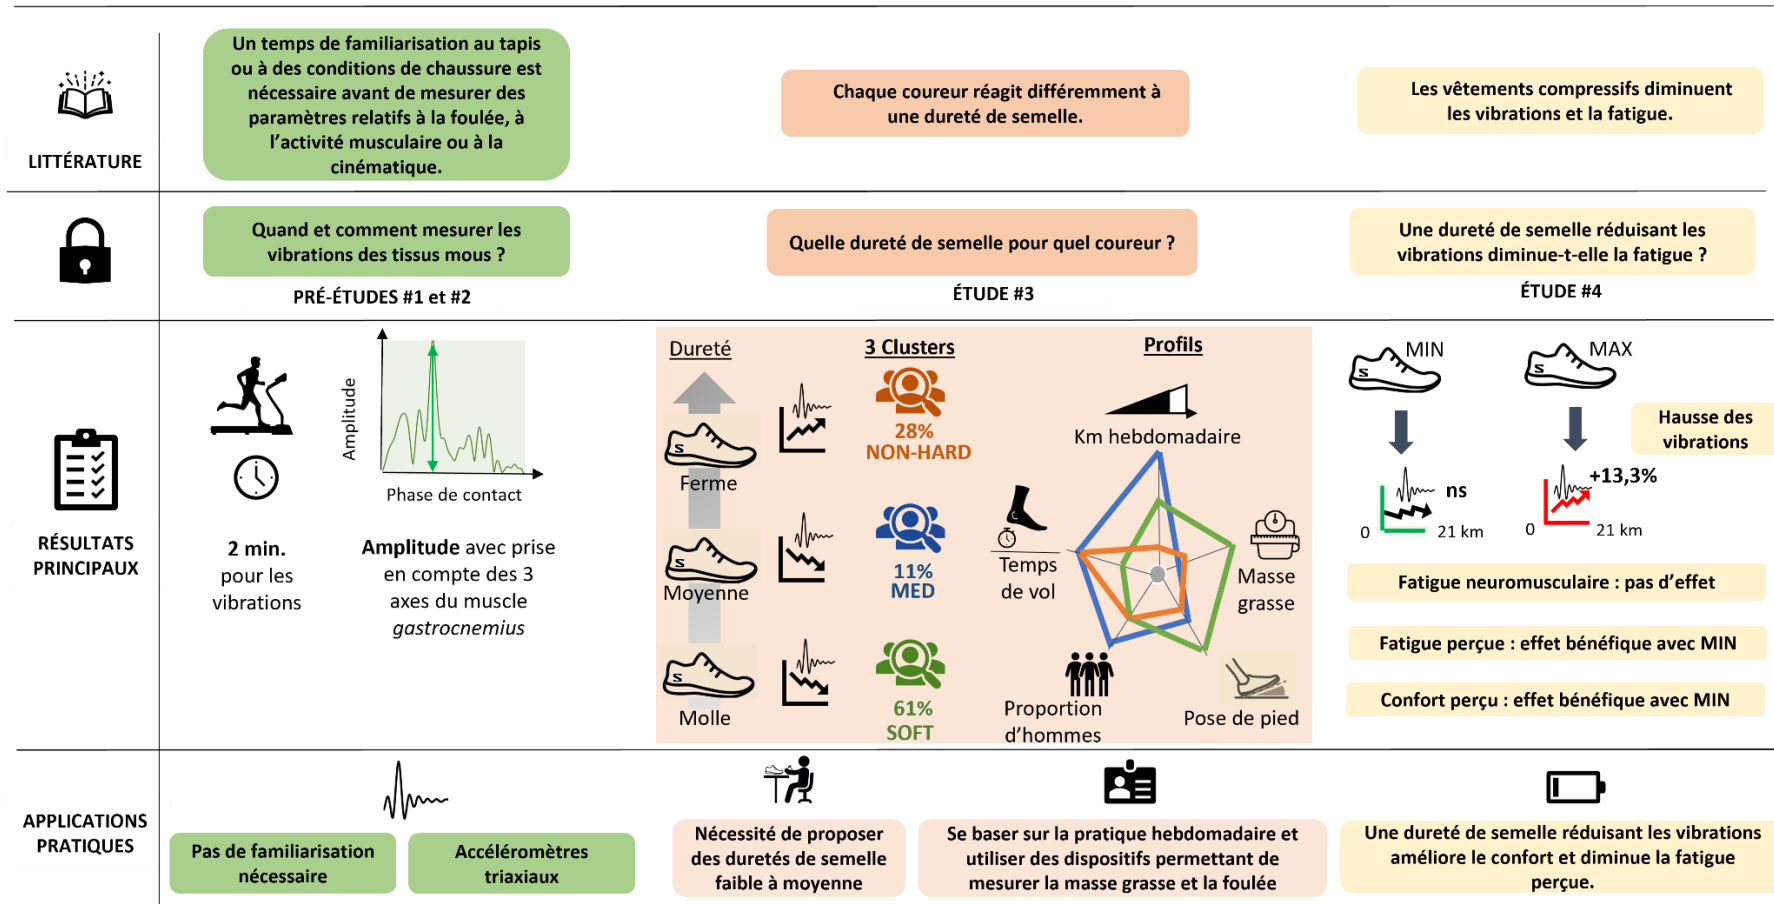 Un temps de familiarisation au tapis
ou à des conditions de chaussure est
nécessaire avant de mesurer des
paramètres relatifs à la foulée, à
l’activité musculaire ou à la
cinématique.
Chaque coureur réagit différemment à
une dureté de semelle.
Les vêtements compressifs diminuent
les vibrations et la fatigue.
LITTÉRATURE
Quand et comment mesurer les
vibrations des tissus mous ?
Quelle dureté de semelle pour quel coureur ?
Une dureté de semelle réduisant les
vibrations diminue-t-elle la fatigue ?
PRÉ-ÉTUDES #1 et #2
ÉTUDE #3
ÉTUDE #4
RÉSULTATS
PRINCIPAUX
2 min.
pour les
vibrations
Amplitude
Phase de contact
Amplitude avec prise
en compte des 3
axes du muscle
gastrocnemius
Dureté
Ferme
Moyenne
Molle
3 Clusters
28%
NON-HARD
11%
MED
61%
SOFT
Profils
Km hebdomadaire
Temps
de vol
Masse
grasse
Proportion
d’hommes
Pose de pied
MIN
MAX
Hausse des
vibrations
ns
0
21 km
+13,3%
0
21 km
Fatigue neuromusculaire : pas d’effet
Fatigue perçue : effet bénéfique avec MIN
Confort perçu : effet bénéfique avec MIN
APPLICATIONS
PRATIQUES
Pas de familiarisation
nécessaire
Accéléromètres
triaxiaux
Nécessité de proposer
des duretés de semelle
faible à moyenne
Se baser sur la pratique hebdomadaire et
utiliser des dispositifs permettant de
mesurer la masse grasse et la foulée
Une dureté de semelle réduisant les vibrations
améliore le confort et diminue la fatigue
perçue.